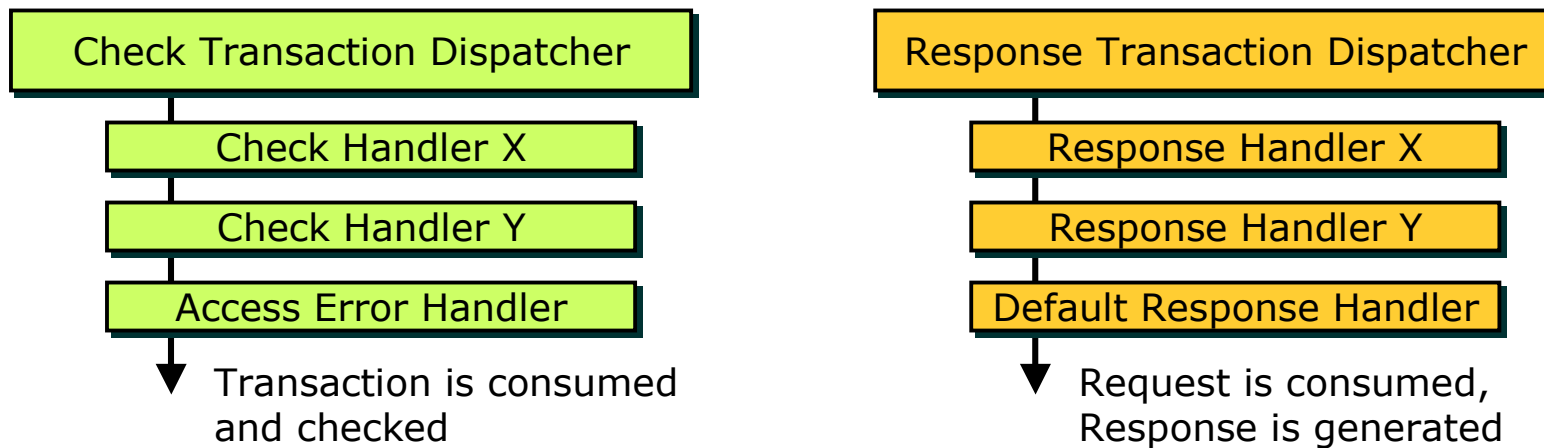 Check Transaction Dispatcher
Check Handler X
Check Handler Y
Access Error Handler
Transaction is consumed
and checked
Response Transaction Dispatcher
Response Handler X
Response Handler Y
Default Response Handler
Request is consumed,
Response is generated